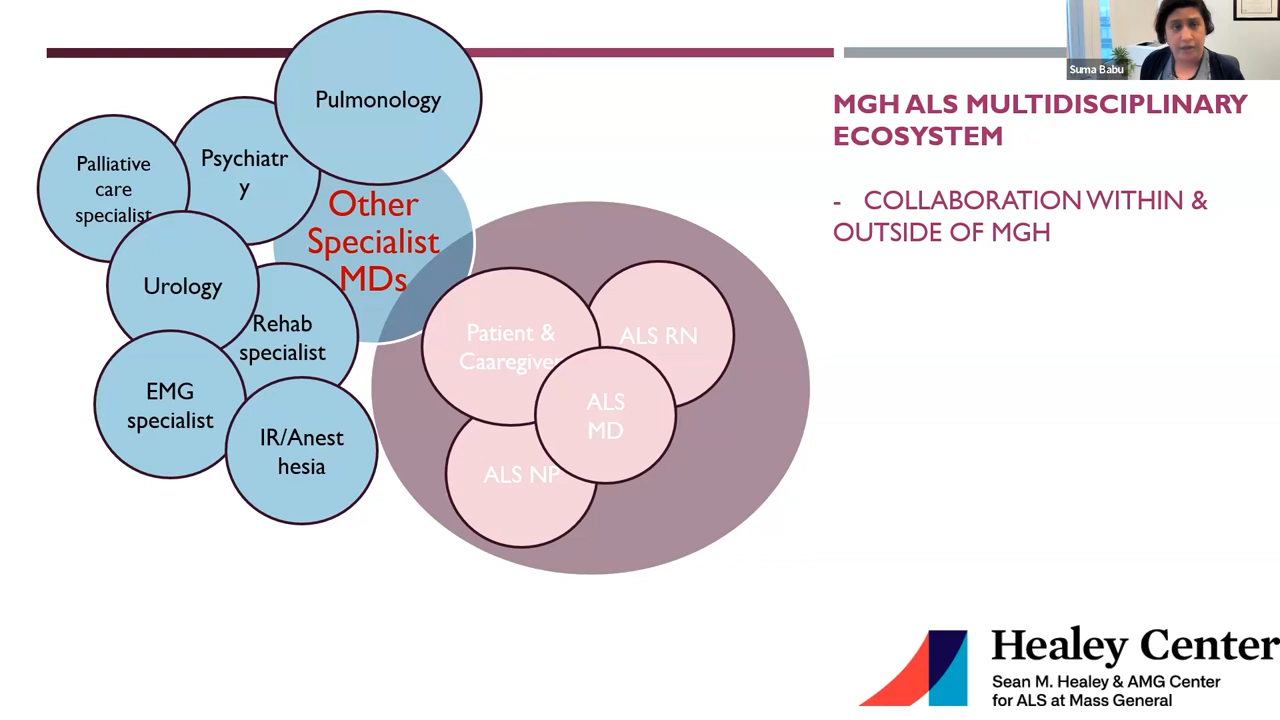 Suma Babu
MGH ALS MULTIDISCIPLINARY
ECOSYSTEM
- COLLABORATION WITHIN &
OUTSIDE OF MGH
Pulmonology
Psychiatr
y
Palliative
care
specialist
Other
Specialist
MDs
Urology
Rehab
specialist
EMG
specialist
IR/Anest
hesia
Patient &
Caaregiver
ALS RN
ALS
MD
ALS NP
Healey Center
Sean M. Healey & AMG Center
for ALS at Mass General